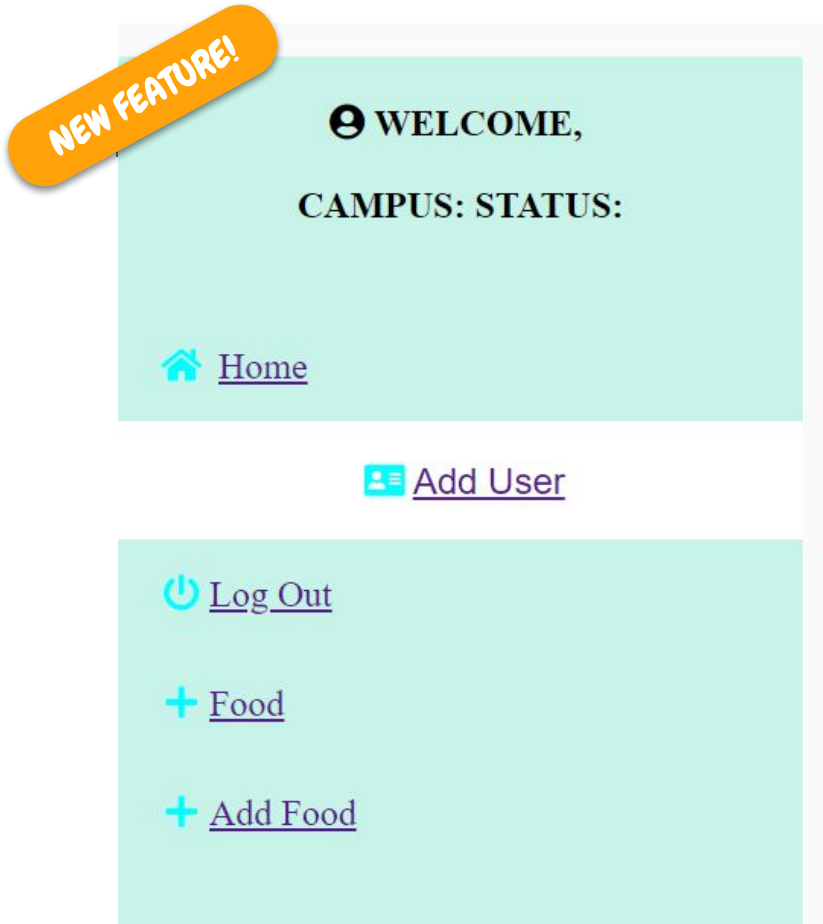 NEW FEATURE!
WELCOME,
CAMPUS: STATUS:
Home
Add User
Log Out
Food
Add Food